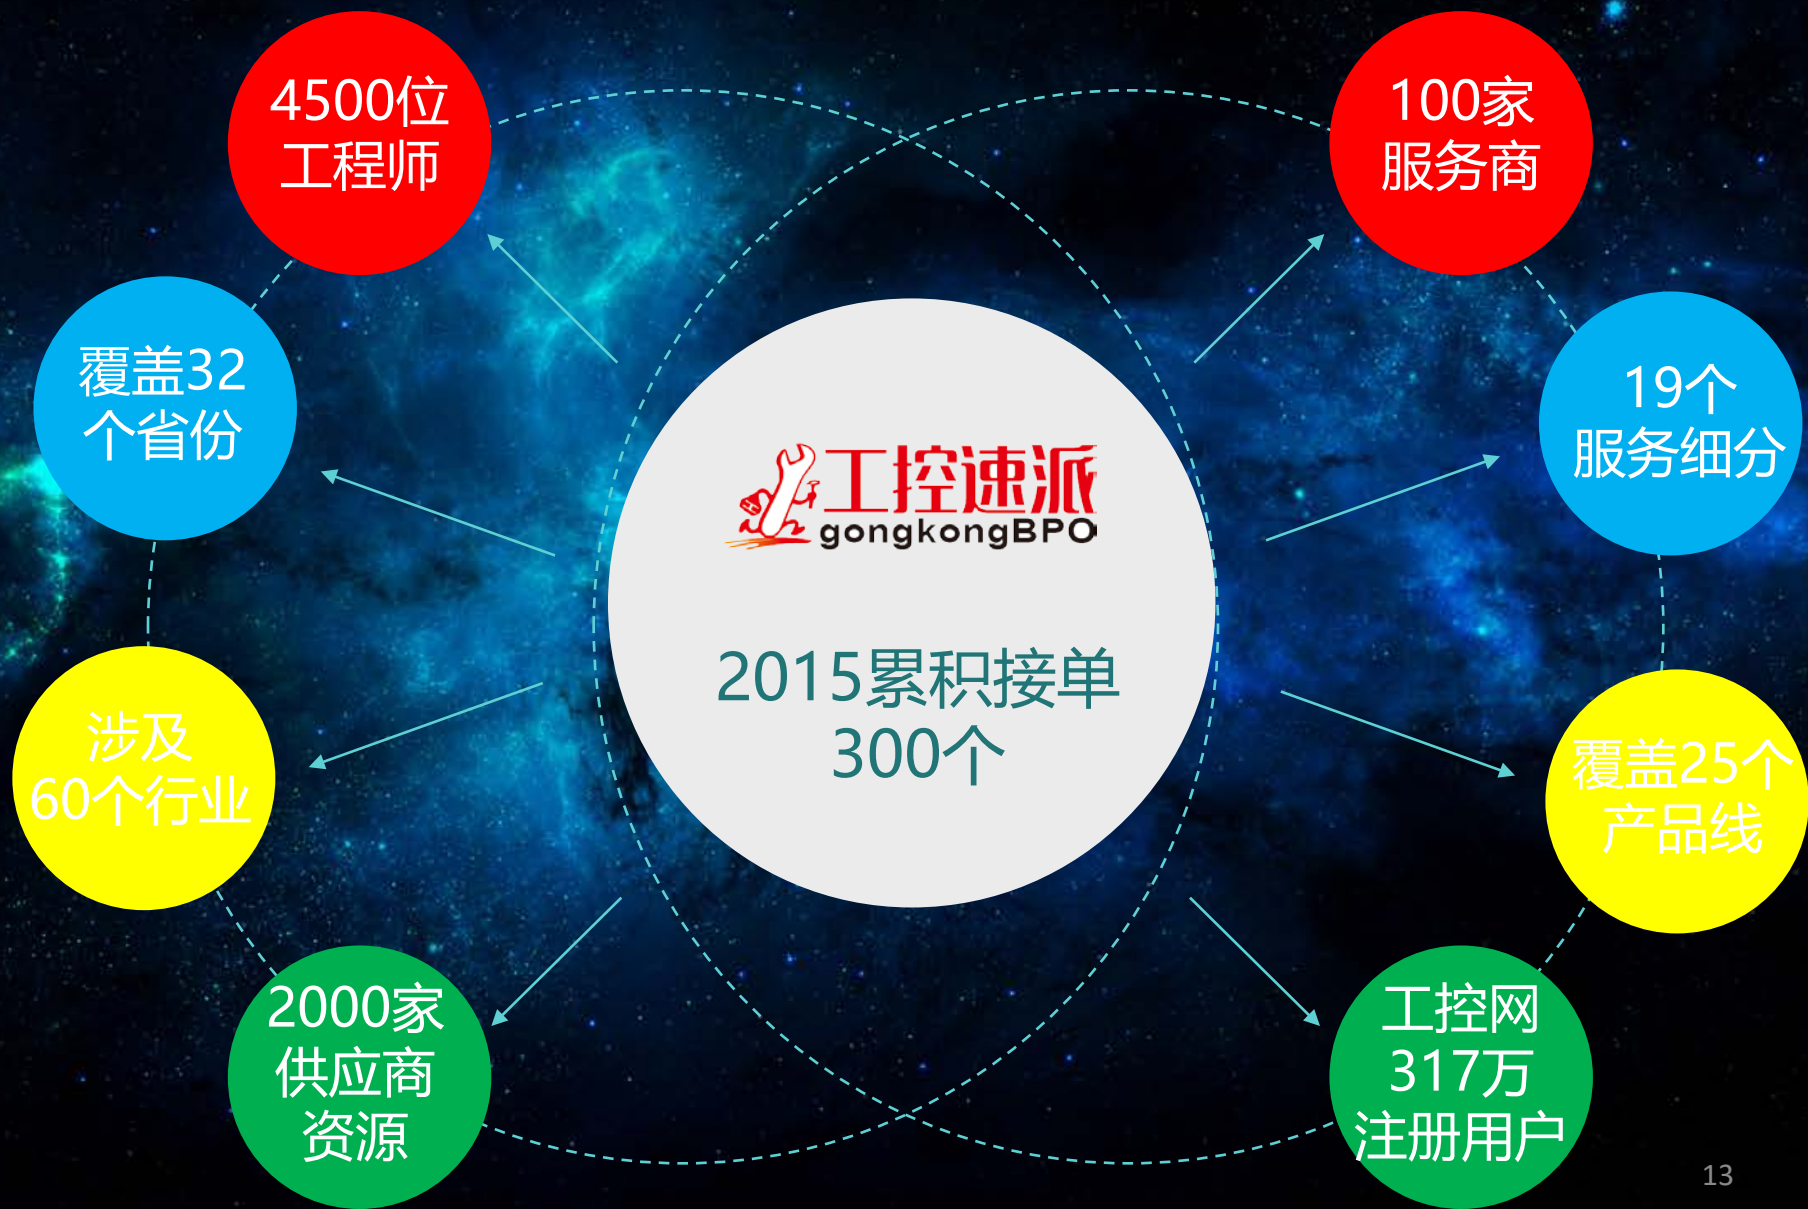 4500位
工程师
100家
服务商
覆盖32
个省份
19个
服务细分
工控速派
gongkongBPO
2015累积接单
300个
涉及
60个行业
覆盖25个
产品线
2000家
供应商
资源
工控网
317万
注册用户
13